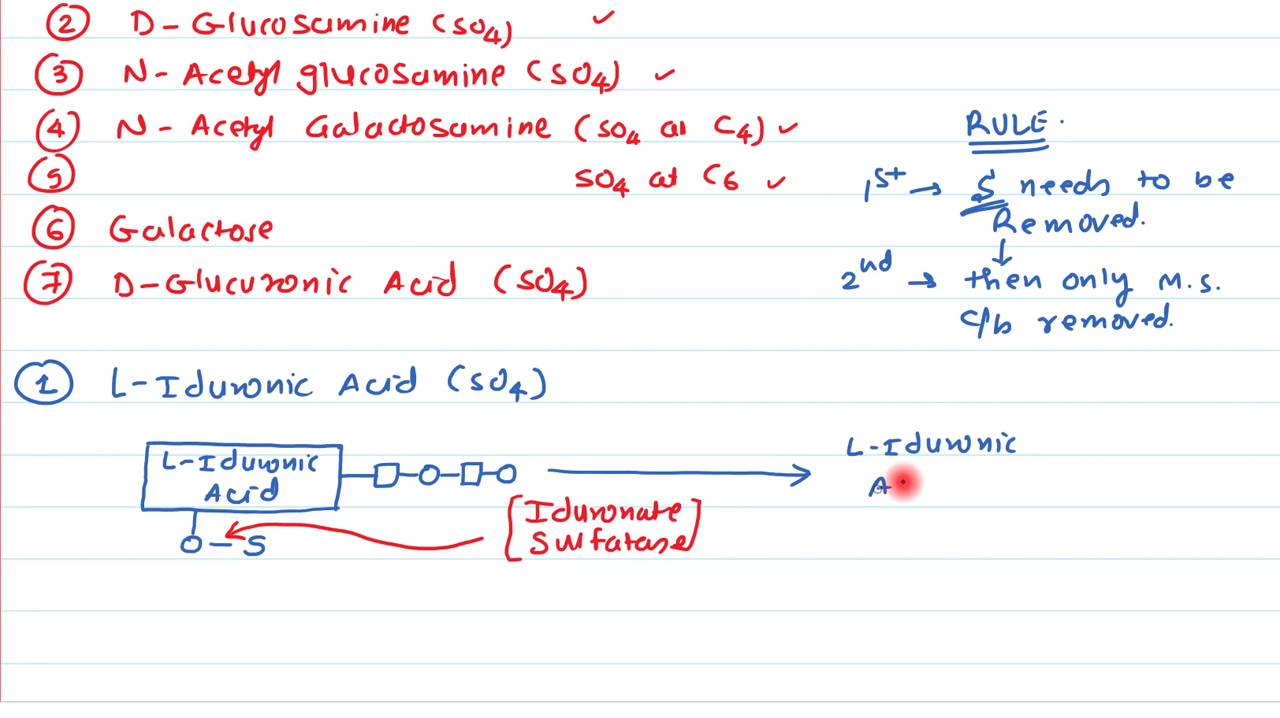 ② D-Glucosamine (SO4) ✓
③ N-Acetyl glucosamine (SO4) ✓
④ N-Acetyl Galactosamine (SO4 at C4) ✓
⑤ SO4 at C6 ✓
⑥ Galactose
⑦ D-Glucuronic Acid (SO4)
RULE.
1st → S needs to be
Removed.
↓
2nd → then only M.S.
C/b removed.
① L-Iduronic Acid (SO4)
L-Iduronic
Acid
O-S
[Iduronate
Sulfatase]
L-Iduronic
A